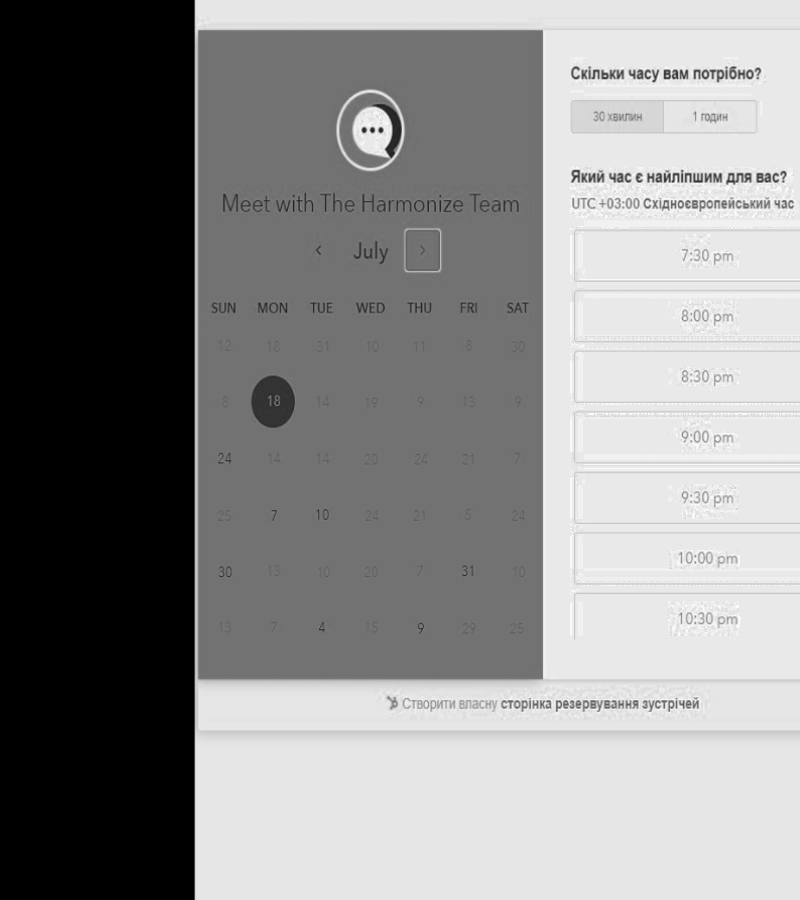 Meet with The Harmonize Team
July
SUN MON TUE WED THU FRI SAT
12 18 31 10 11 8 30
8 18 14 19 9 13 9
24 14 14 20 24 21 7
25 7 10 24 21 5 24
30 13 10 20 7 31 10
13 7 4 15 9 29 25
Скільки часу вам потрібно?
30 хвилин 1 годин
Який час є найліпшим для вас?
UTC +03:00 Східноєвропейський час
7:30 pm
8:00 pm
8:30 pm
9:00 pm
9:30 pm
10:00 pm
10:30 pm
Створити власну сторінка резервування зустрічей